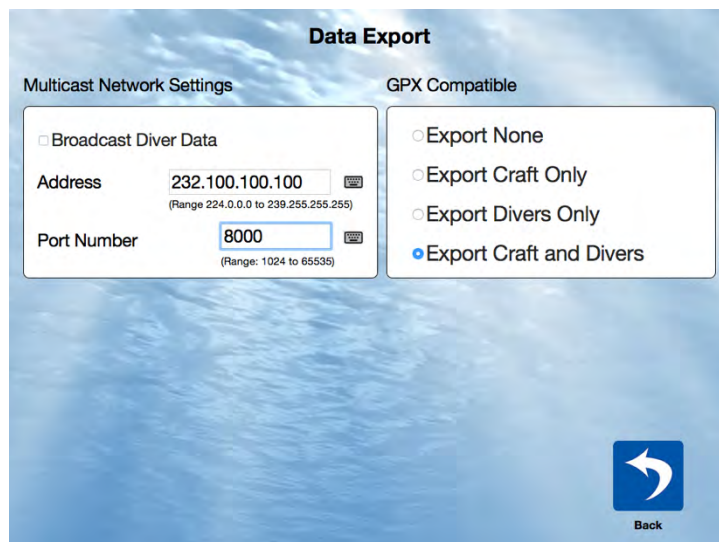 Data Export
Multicast Network Settings
Broadcast Diver Data
Address 232.100.100.100
(Range 224.0.0.0 to 239.255.255.255)
Port Number 8000
(Range: 1024 to 65535)
GPX Compatible
Export None
Export Craft Only
Export Divers Only
Export Craft and Divers
Back